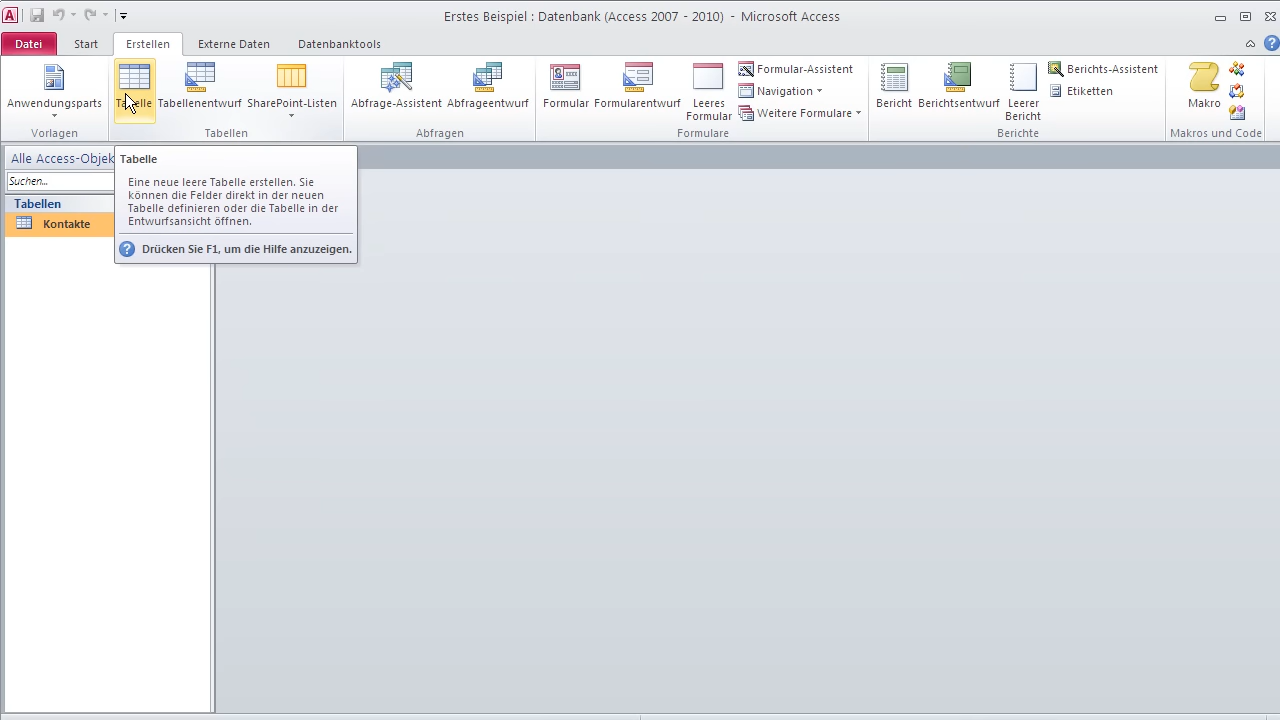 Erstes Beispiel : Datenbank (Access 2007 - 2010) - Microsoft Access
Datei Start Erstellen Externe Daten Datenbanktools
Anwendungsparts Tabelle Tabellenentwurf SharePoint-Listen Abfrage-Assistent Abfrageentwurf Formular Formularentwurf Leeres Formular Formular-Assistent Navigation Weitere Formulare Bericht Berichtsentwurf Leerer Bericht Berichts-Assistent Etiketten Makro
Vorlagen Tabellen Abfragen Formulare Berichte Makros und Code
Alle Access-Objek
Suchen...
Tabellen
Kontakte
Tabelle
Eine neue leere Tabelle erstellen. Sie
können die Felder direkt in der neuen
Tabelle definieren oder die Tabelle in der
Entwurfsansicht öffnen.
Drücken Sie F1, um die Hilfe anzuzeigen.